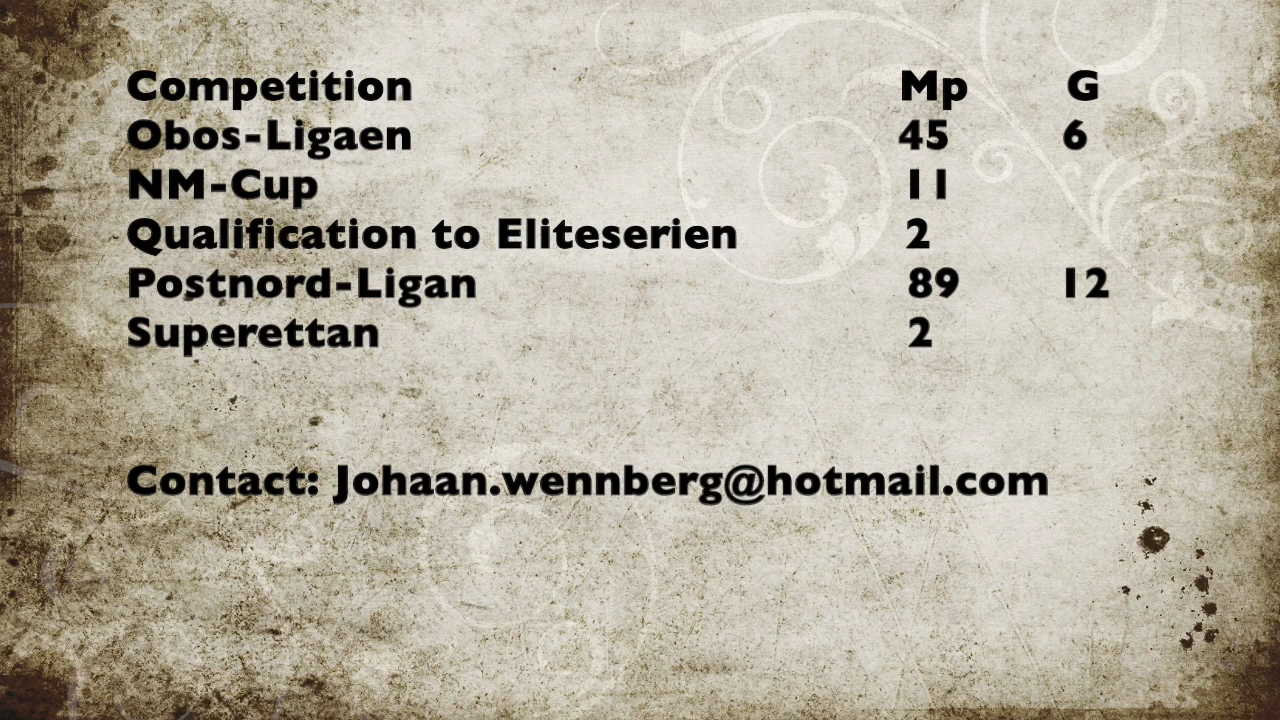 Competition Mp G
Obos-Ligaen 45 6
NM-Cup 11
Qualification to Eliteserien 2
Postnord-Ligan 89 12
Superettan 2
Contact: Johaan.wennberg@hotmail.com